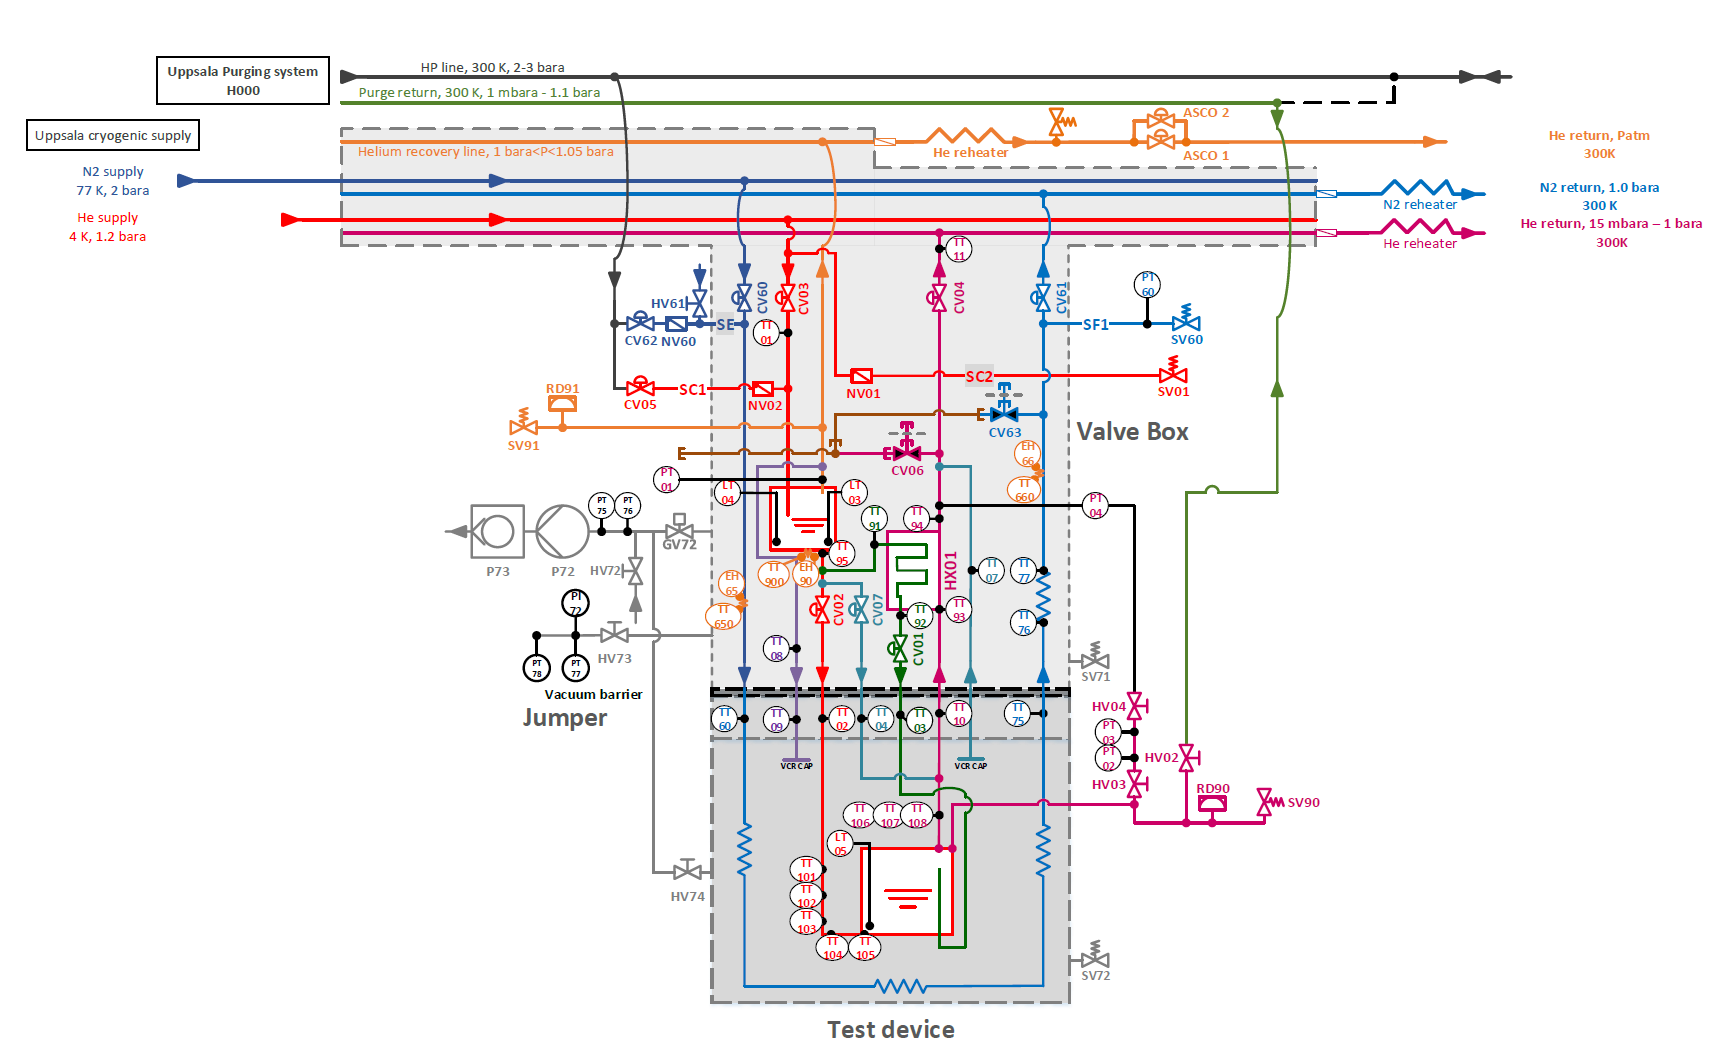 Uppsala Purging system
H000
HP line, 300 K, 2-3 bara
Purge return, 300 K, 1 mbara - 1.1 bara
Uppsala cryogenic supply
Helium recovery line, 1 bara<P<1.05 bara
He reheater
ASCO 2
ASCO 1
He return, Patm
300K
N2 supply
77 K, 2 bara
N2 reheater
N2 return, 1.0 bara
300 K
He supply
4 K, 1.2 bara
He reheater
He return, 15 mbara – 1 bara
300K
TT
11
HV61
CV60
CV03
CV04
CV61
PT
60
CV62
NV60
SE
TT
01
SF1
SV60
RD91
CV05
SC1
NV02
NV01
SC2
SV01
SV91
CV63
Valve Box
CV06
EH
66
TT
660
PT
01
LT
04
LT
03
PT
75
PT
76
TT
91
TT
94
PT
04
GV72
P73
P72
HV72
TT
95
TT
900
EH
90
HX01
TT
07
TT
77
EH
65
TT
650
PI
72
CV02
CV07
TT
92
TT
93
TT
76
HV73
TT
08
CV01
PT
78
PT
77
SV71
Vacuum barrier
Jumper
TT
60
TT
09
TT
02
TT
04
TT
03
TT
10
TT
75
HV04
PT
03
PT
02
HV02
VCR CAP
VCR CAP
HV03
RD90
SV90
TT
106
TT
107
TT
108
LT
05
TT
101
TT
102
TT
103
HV74
TT
104
TT
105
SV72
Test device